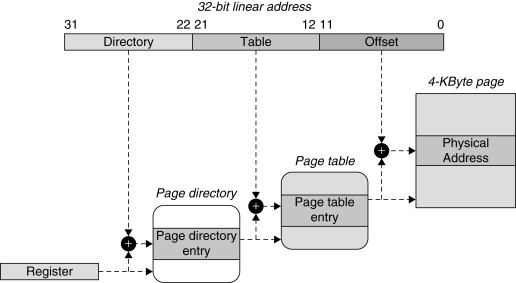 32-bit linear address
31 22 21 12 11 0
Directory Table Offset
4-KByte page
Physical
Address
Page table
Page table
entry
Page directory
Page directory
entry
Register